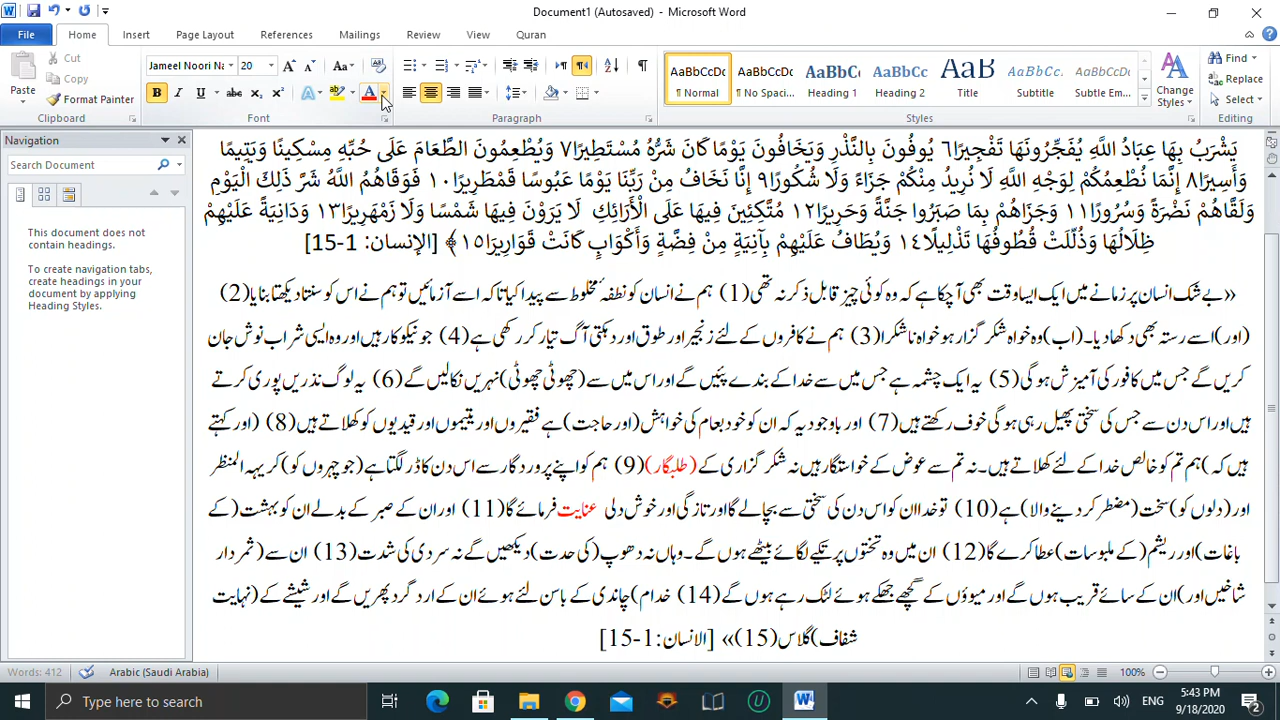 Document1 (Autosaved) - Microsoft Word
File Home Insert Page Layout References Mailings Review View Quran
Cut
Copy
Paste
Format Painter
Clipboard
Jameel Noori Na 20
Font
Paragraph
AaBbCcDc AaBbCcDc AaBbC AaBbCc AaB AaBbCc. AaBbCcDc
¶ Normal ¶ No Spaci... Heading 1 Heading 2 Title Subtitle Subtle Em...
Change Styles
Styles
Find
Replace
Select
Editing
Navigation
Search Document
This document does not contain headings.
To create navigation tabs, create headings in your document by applying Heading Styles.
يَشْرَبُ بِهَا عِبَادُ اللَّهِ يُفَجِّرُونَهَا تَفْجِيرًا٦ يُوفُونَ بِالنَّذْرِ وَيَخَافُونَ يَوْمًا كَانَ شَرُّهُ مُسْتَطِيرًا٧ وَيُطْعِمُونَ الطَّعَامَ عَلَى حُبِّهِ مِسْكِينًا وَيَتِيمًا
وَأَسِيرًا٨ إِنَّمَا نُطْعِمُكُمْ لِوَجْهِ اللَّهِ لَا نُرِيدُ مِنْكُمْ جَزَاءً وَلَا شُكُورًا٩ إِنَّا نَخَافُ مِنْ رَبِّنَا يَوْمًا عَبُوسًا قَمْطَرِيرًا١٠ فَوَقَاهُمُ اللَّهُ شَرَّ ذَلِكَ الْيَوْمِ
وَلَقَّاهُمْ نَضْرَةً وَسُرُورًا١١ وَجَزَاهُمْ بِمَا صَبَرُوا جَنَّةً وَحَرِيرًا١٢ مُتَّكِئِينَ فِيهَا عَلَى الْأَرَائِكِ لَا يَرَوْنَ فِيهَا شَمْسًا وَلَا زَمْهَرِيرًا١٣ وَدَانِيَةً عَلَيْهِمْ
ظِلَالُهَا وَذُلِّلَتْ قُطُوفُهَا تَذْلِيلًا١٤ وَيُطَافُ عَلَيْهِمْ بِآنِيَةٍ مِنْ فِضَّةٍ وَأَكْوَابٍ كَانَتْ قَوَارِيرَا١٥ ﴾ [الإنسان: 1-15]
«بے شک انسان پر زمانے میں ایک ایسا وقت بھی آچکا ہے کہ وہ کوئی چیز قابل ذکر نہ تھی (1) ہم نے انسان کو نطفۂ مخلوط سے پیدا کیا تاکہ اسے آزمائیں تو ہم نے اس کو سنتا دیکھتا بنایا (2)
(اور) اسے رستہ بھی دکھا دیا۔ (اب) وہ خواہ شکرگزار ہو خواہ ناشکرا (3) ہم نے کافروں کے لئے زنجیر اور طوق اور دہکتی آگ تیار کر رکھی ہے (4) جو نیکوکار ہیں اور وہ ایسی شراب نوش جان
کریں گے جس میں کافور کی آمیزش ہوگی (5) یہ ایک چشمہ ہے جس میں سے خدا کے بندے پئیں گے اور اس میں سے (چھوٹی چھوٹی) نہریں نکالیں گے (6) یہ لوگ نذریں پوری کرتے
ہیں اور اس دن سے جس کی سختی پھیل رہی ہوگی خوف رکھتے ہیں (7) اور باوجود یہ کہ ان کو خود بعام کی خواہش (اور حاجت) ہے فقیروں اور یتیموں اور قیدیوں کو کھلاتے ہیں (8) (اور کہتے
ہیں کہ) ہم تم کو خالص خدا کے لئے کھلاتے ہیں۔ نہ تم سے عوض کے خواستگار ہیں نہ شکرگزاری کے (طلبگار) (9) ہم کو اپنے پروردگار سے اس دن کا ڈر لگتا ہے (جو چہروں کو) کریہہ المنظر
اور (دلوں کو) سخت (مضطر کر دینے والا) ہے (10) تو خدا ان کو اس دن کی سختی سے بچالے گا اور تازگی اور خوش دلی عنایت فرمائے گا (11) اور ان کے صبر کے بدلے ان کو بہشت (کے
باغات) اور ریشم (کے ملبوسات) عطا کرے گا (12) ان میں وہ تختوں پر تکیے لگائے بیٹھے ہوں گے۔ وہاں نہ دھوپ (کی حدت) دیکھیں گے نہ سردی کی شدت (13) ان سے (ثمردار
شاخیں اور) ان کے سائے قریب ہوں گے اور میوؤں کے گچھے جھکے ہوئے لٹک رہے ہوں گے (14) خدام) چاندی کے باسن لئے ہوئے ان کے ارد گرد پھریں گے اور شیشے کے (نہایت
شفاف) گلاس (15)» [الانسان: 1-15]
Words: 412 Arabic (Saudi Arabia) 100%
Type here to search
ENG
5:43 PM
9/18/2020
2